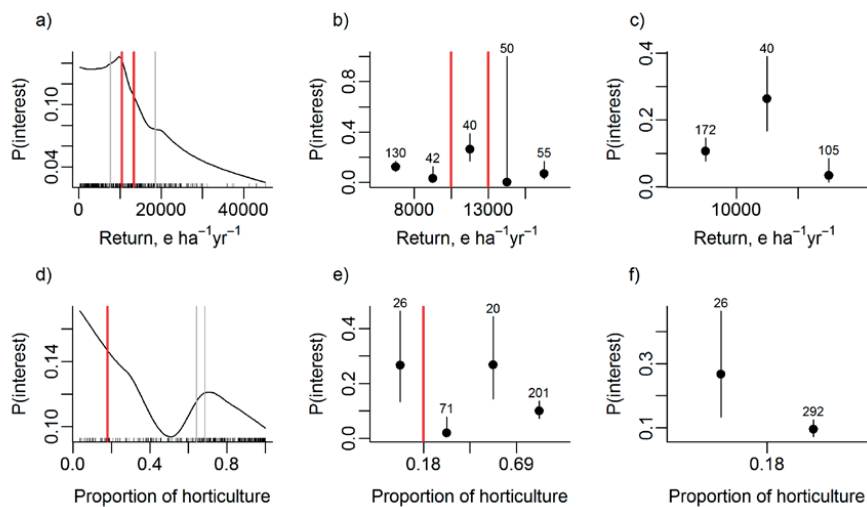 a)
P(interest)
0.04 0.10
0 20000 40000
Return, e ha⁻¹yr⁻¹
b)
P(interest)
0.0 0.4 0.8
130 42 40 50 55
8000 13000
Return, e ha⁻¹yr⁻¹
c)
P(interest)
0.0 0.2 0.4
172 40 105
10000
Return, e ha⁻¹yr⁻¹
d)
P(interest)
0.10 0.14
0.0 0.4 0.8
Proportion of horticulture
e)
P(interest)
0.0 0.2 0.4
26 71 20 201
0.18 0.69
Proportion of horticulture
f)
P(interest)
0.1 0.3
26 292
0.18
Proportion of horticulture